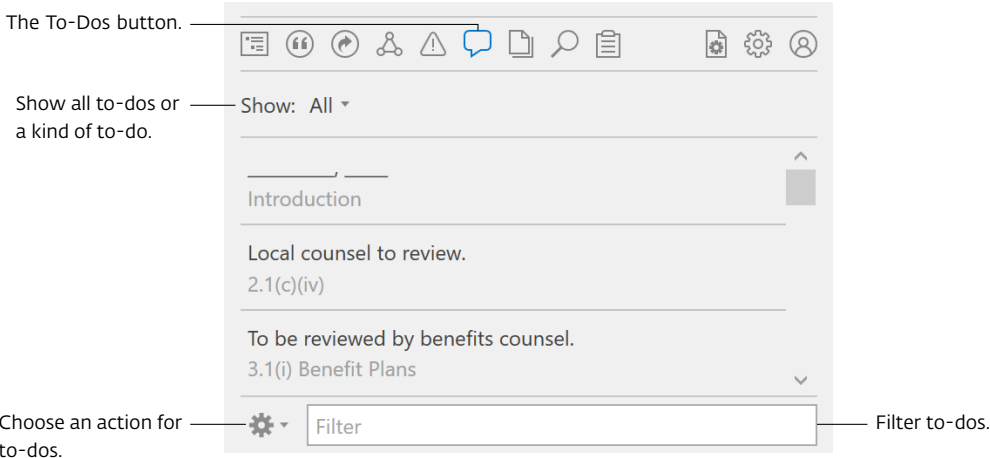 The To-Dos button.
Show all to-dos or
a kind of to-do.
Show: All
________, ____
Introduction
Local counsel to review.
2.1(c)(iv)
To be reviewed by benefits counsel.
3.1(i) Benefit Plans
Choose an action for
to-dos.
Filter
Filter to-dos.